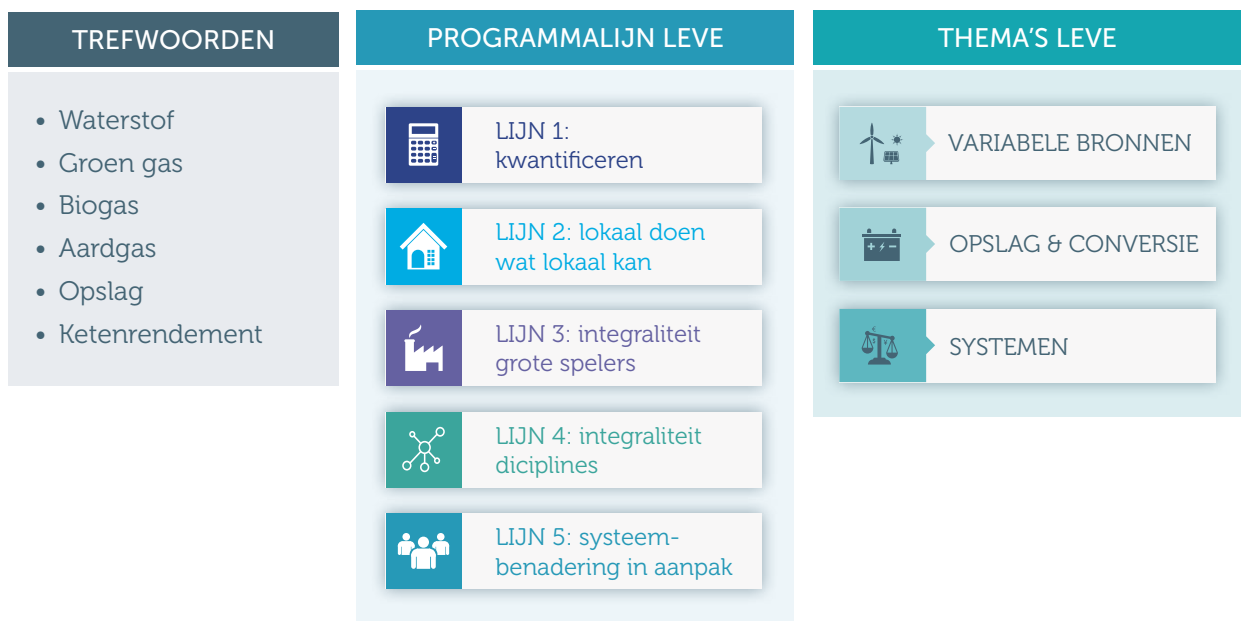 TREFWOORDEN
• Waterstof
• Groen gas
• Biogas
• Aardgas
• Opslag
• Ketenrendement
PROGRAMMALIJN LEVE
LIJN 1:
kwantificeren
LIJN 2: lokaal doen
wat lokaal kan
LIJN 3: integraliteit
grote spelers
LIJN 4: integraliteit
diciplines
LIJN 5: systeem-
benadering in aanpak
THEMA'S LEVE
VARIABELE BRONNEN
OPSLAG & CONVERSIE
SYSTEMEN